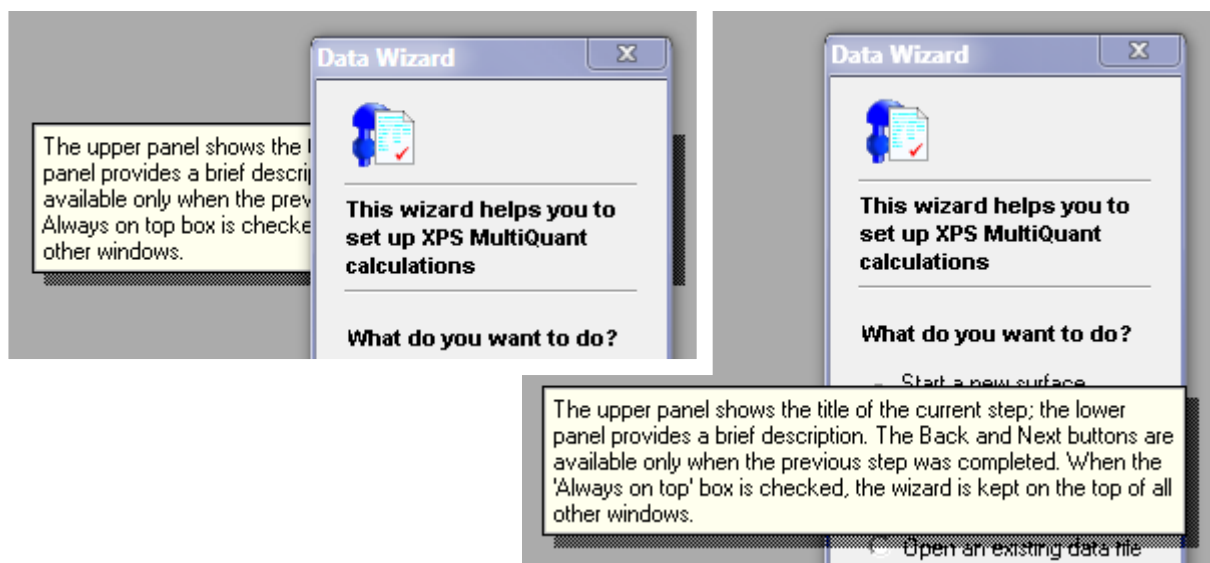 Data Wizard
The upper panel shows the
panel provides a brief descrip
available only when the prev
Always on top box is checke
other windows.
This wizard helps you to
set up XPS MultiQuant
calculations
What do you want to do?
Data Wizard
This wizard helps you to
set up XPS MultiQuant
calculations
What do you want to do?
Start a new surface
The upper panel shows the title of the current step; the lower
panel provides a brief description. The Back and Next buttons are
available only when the previous step was completed. When the
'Always on top' box is checked, the wizard is kept on the top of all
other windows.
Open an existing data file